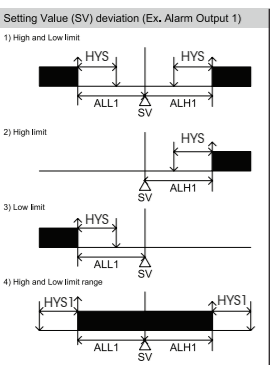 Setting Value (SV) deviation (Ex. Alarm Output 1)
1) High and Low limit
HYS HYS
ALL1 ALH1
SV
2) High limit
HYS
ALH1
SV
3) Low limit
HYS
ALL1
SV
4) High and Low limit range
HYS1 HYS1
ALL1 ALH1
SV